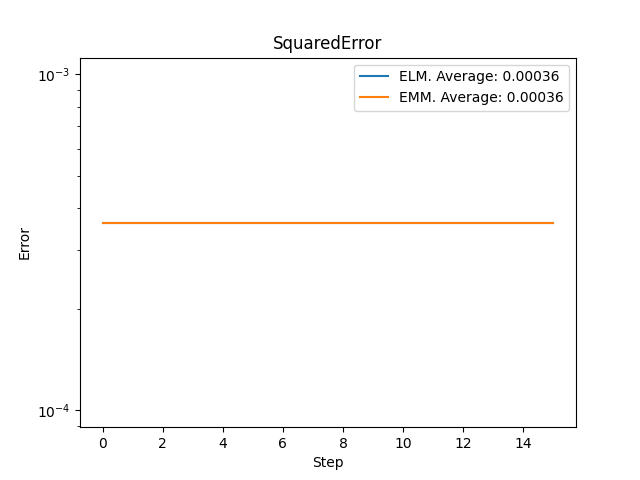 SquaredError
ELM. Average: 0.00036
EMM. Average: 0.00036
10⁻³
10⁻⁴
Error
0 2 4 6 8 10 12 14
Step